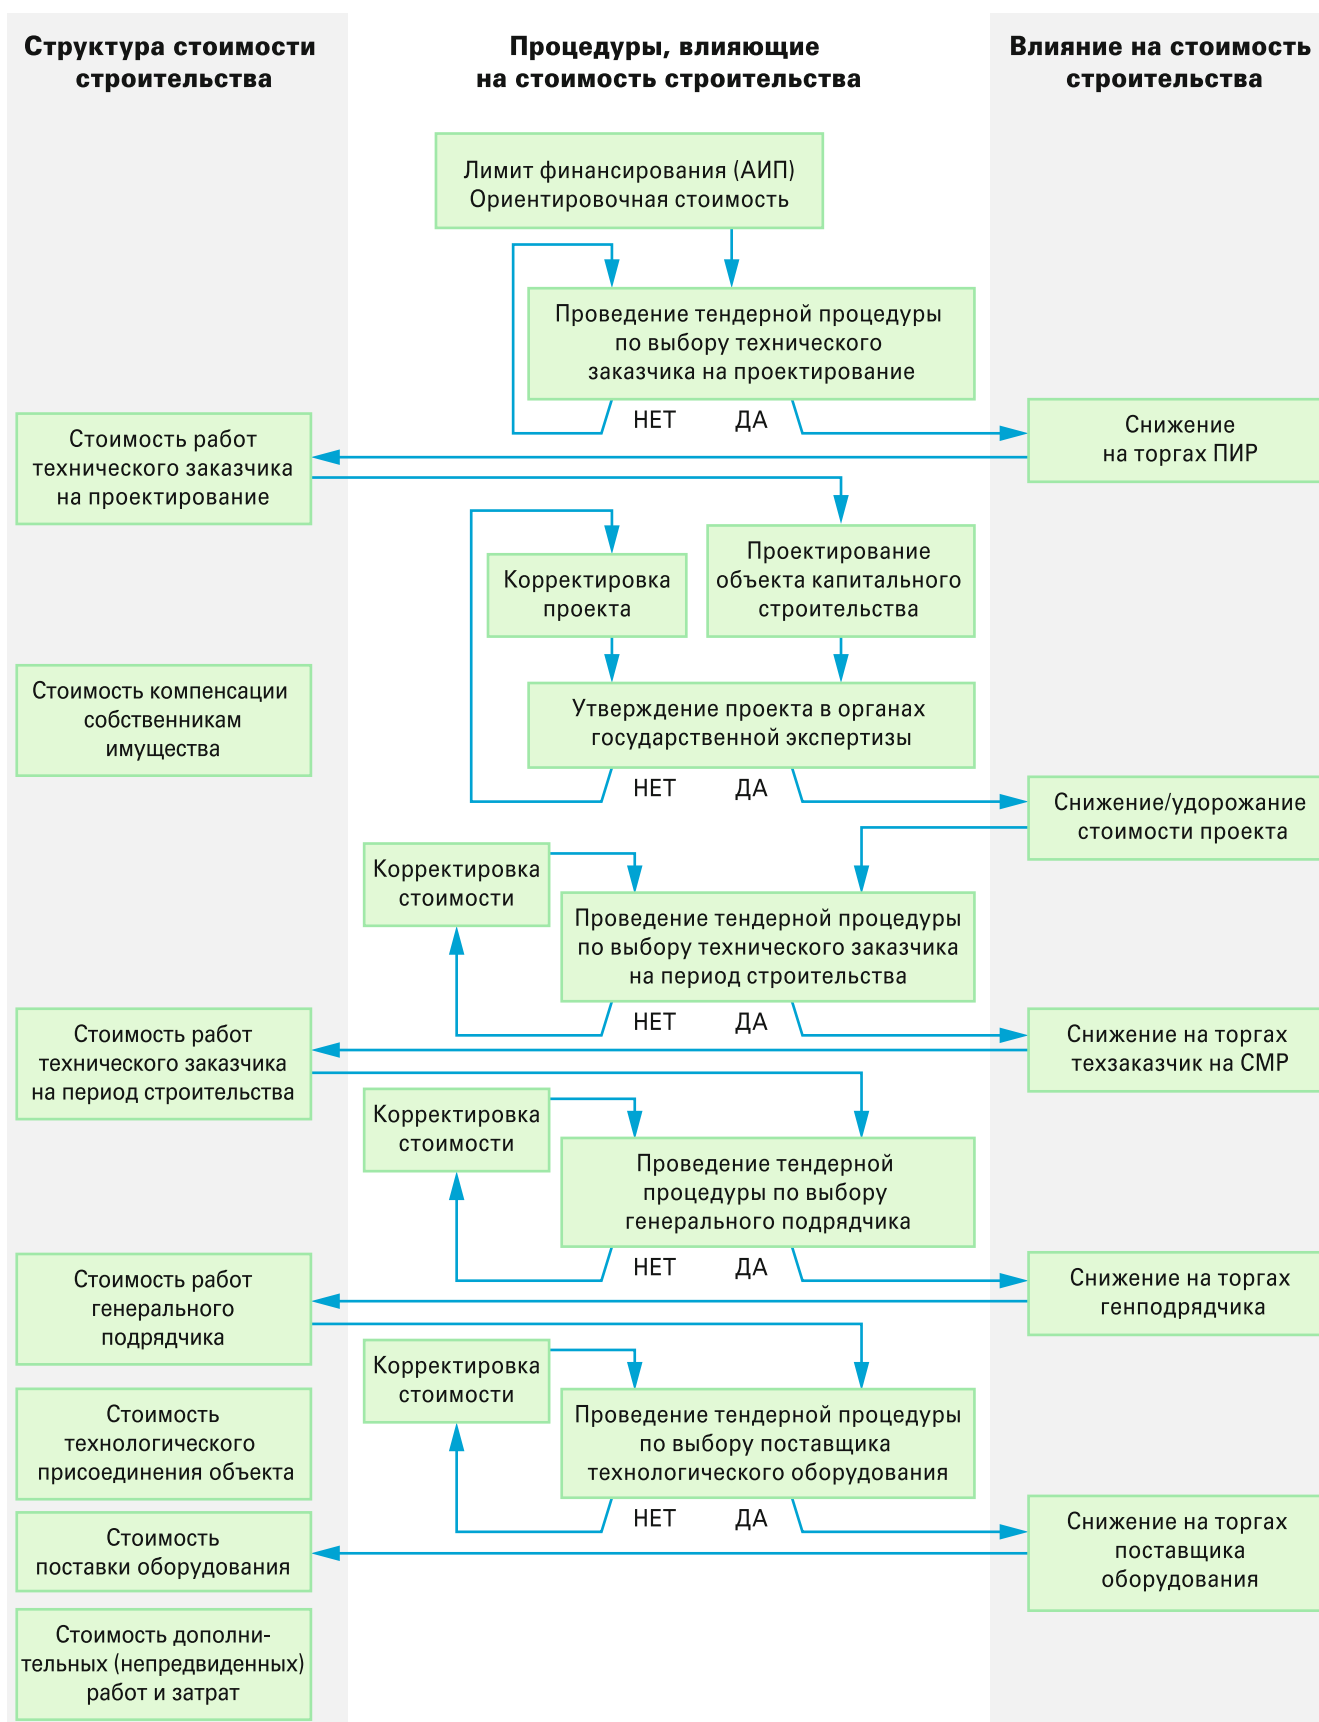 Структура стоимости
строительства
Процедуры, влияющие
на стоимость строительства
Влияние на стоимость
строительства
Лимит финансирования (АИП)
Ориентировочная стоимость
Проведение тендерной процедуры
по выбору технического
заказчика на проектирование
НЕТ
ДА
Снижение
на торгах ПИР
Стоимость работ
технического заказчика
на проектирование
Корректировка
проекта
Проектирование
объекта капитального
строительства
Стоимость компенсации
собственникам
имущества
Утверждение проекта в органах
государственной экспертизы
НЕТ
ДА
Снижение/удорожание
стоимости проекта
Корректировка
стоимости
Проведение тендерной процедуры
по выбору технического заказчика
на период строительства
НЕТ
ДА
Снижение на торгах
техзаказчик на СМР
Стоимость работ
технического заказчика
на период строительства
Корректировка
стоимости
Проведение тендерной
процедуры по выбору
генерального подрядчика
НЕТ
ДА
Снижение на торгах
генподрядчика
Стоимость работ
генерального
подрядчика
Корректировка
стоимости
Проведение тендерной процедуры
по выбору поставщика
технологического оборудования
НЕТ
ДА
Стоимость
технологического
присоединения объекта
Снижение на торгах
поставщика
оборудования
Стоимость
поставки оборудования
Стоимость дополни-
тельных (непредвиденных)
работ и затрат